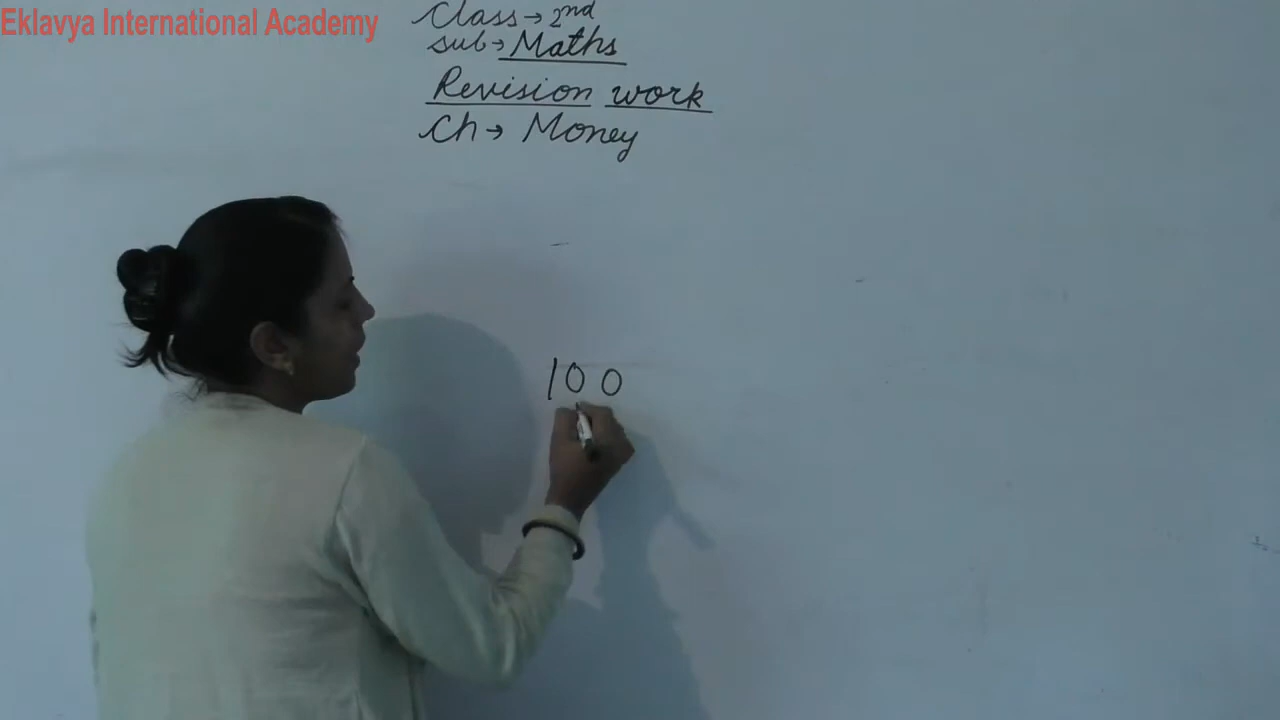 Eklavya International Academy
Class → 2nd
sub → Maths
Revision work
Ch → Money
100